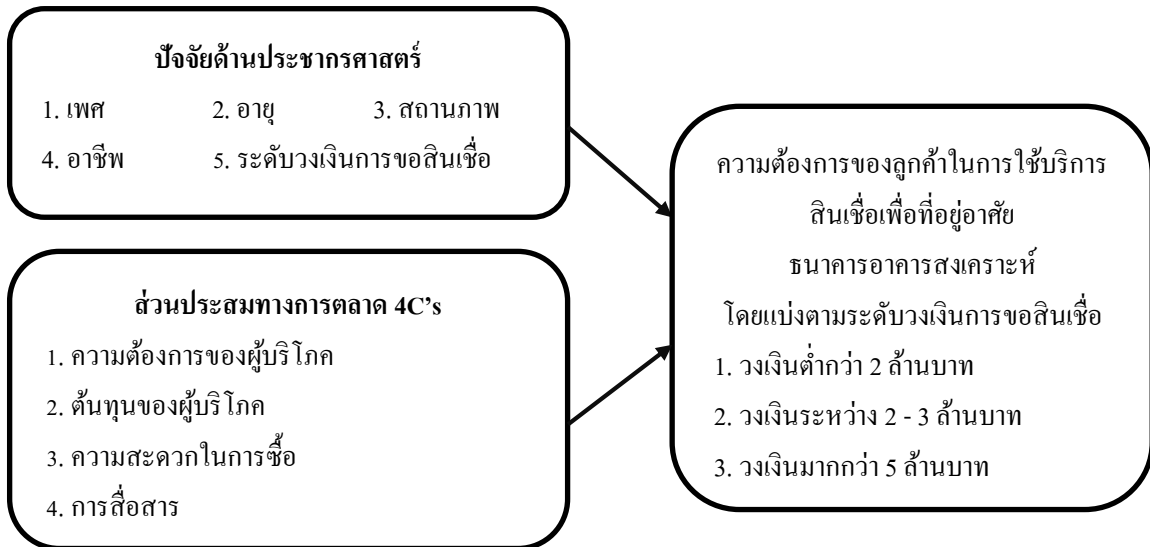 ปัจจัยด้านประชากรศาสตร์
1. เพศ 2. อายุ 3. สถานภาพ
4. อาชีพ 5. ระดับวงเงินการขอสินเชื่อ
ส่วนประสมทางการตลาด 4C’s
1. ความต้องการของผู้บริโภค
2. ต้นทุนของผู้บริโภค
3. ความสะดวกในการซื้อ
4. การสื่อสาร
ความต้องการของลูกค้าในการใช้บริการ
สินเชื่อเพื่อที่อยู่อาศัย
ธนาคารอาคารสงเคราะห์
โดยแบ่งตามระดับวงเงินการขอสินเชื่อ
1. วงเงินต่ำกว่า 2 ล้านบาท
2. วงเงินระหว่าง 2 - 3 ล้านบาท
3. วงเงินมากกว่า 5 ล้านบาท